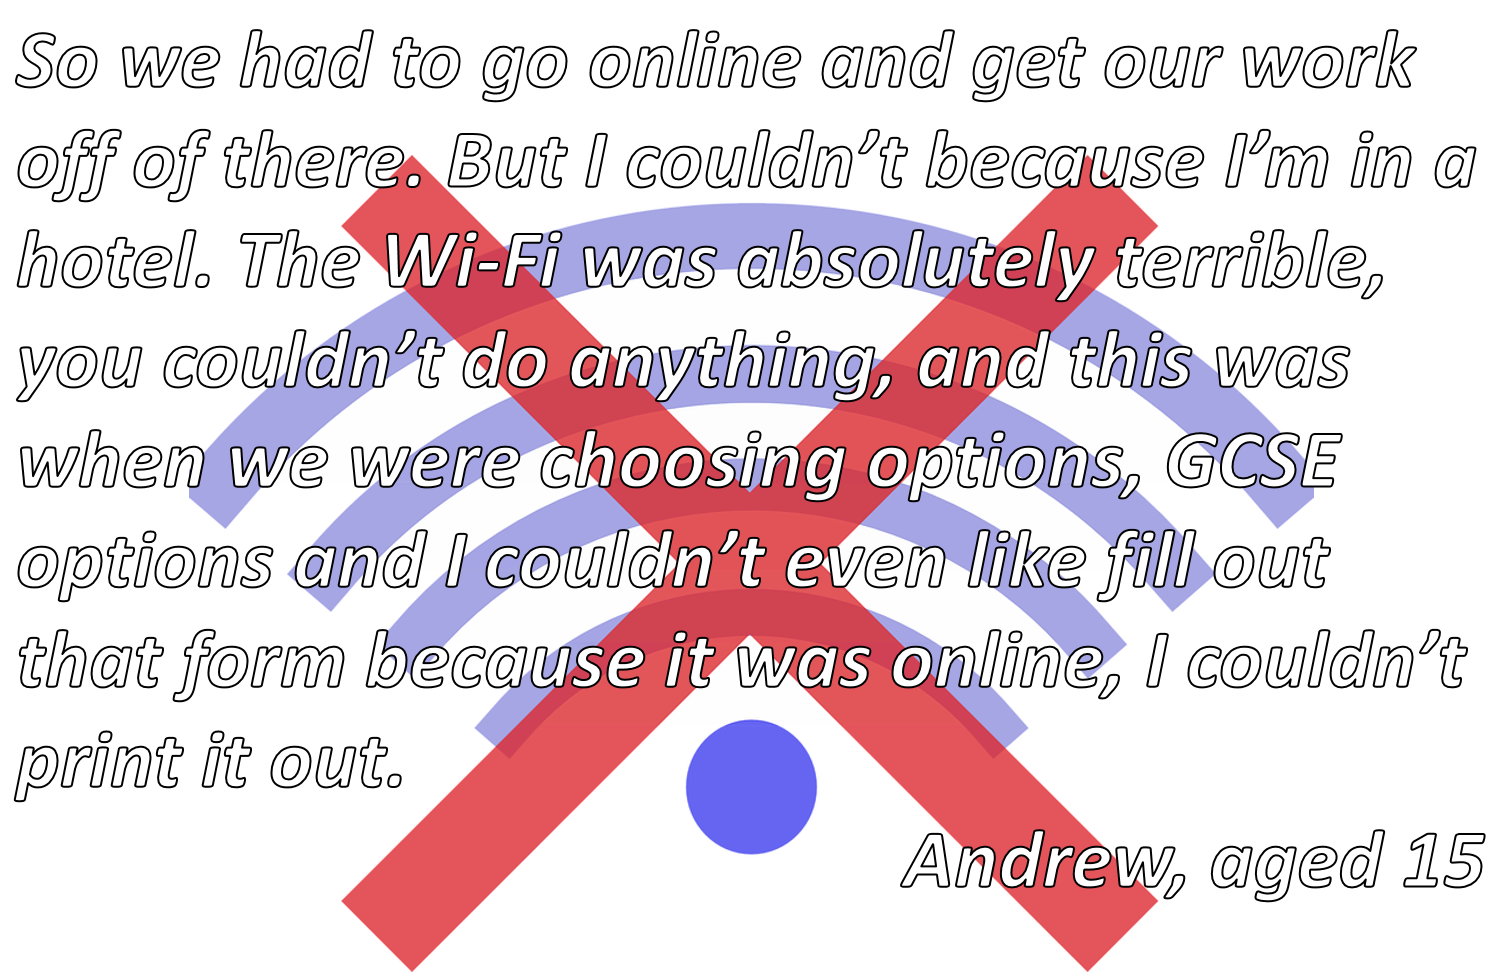 So we had to go online and get our work
off of there. But I couldn’t because I’m in a
hotel. The Wi-Fi was absolutely terrible,
you couldn’t do anything, and this was
when we were choosing options, GCSE
options and I couldn’t even like fill out
that form because it was online, I couldn’t
print it out.
Andrew, aged 15